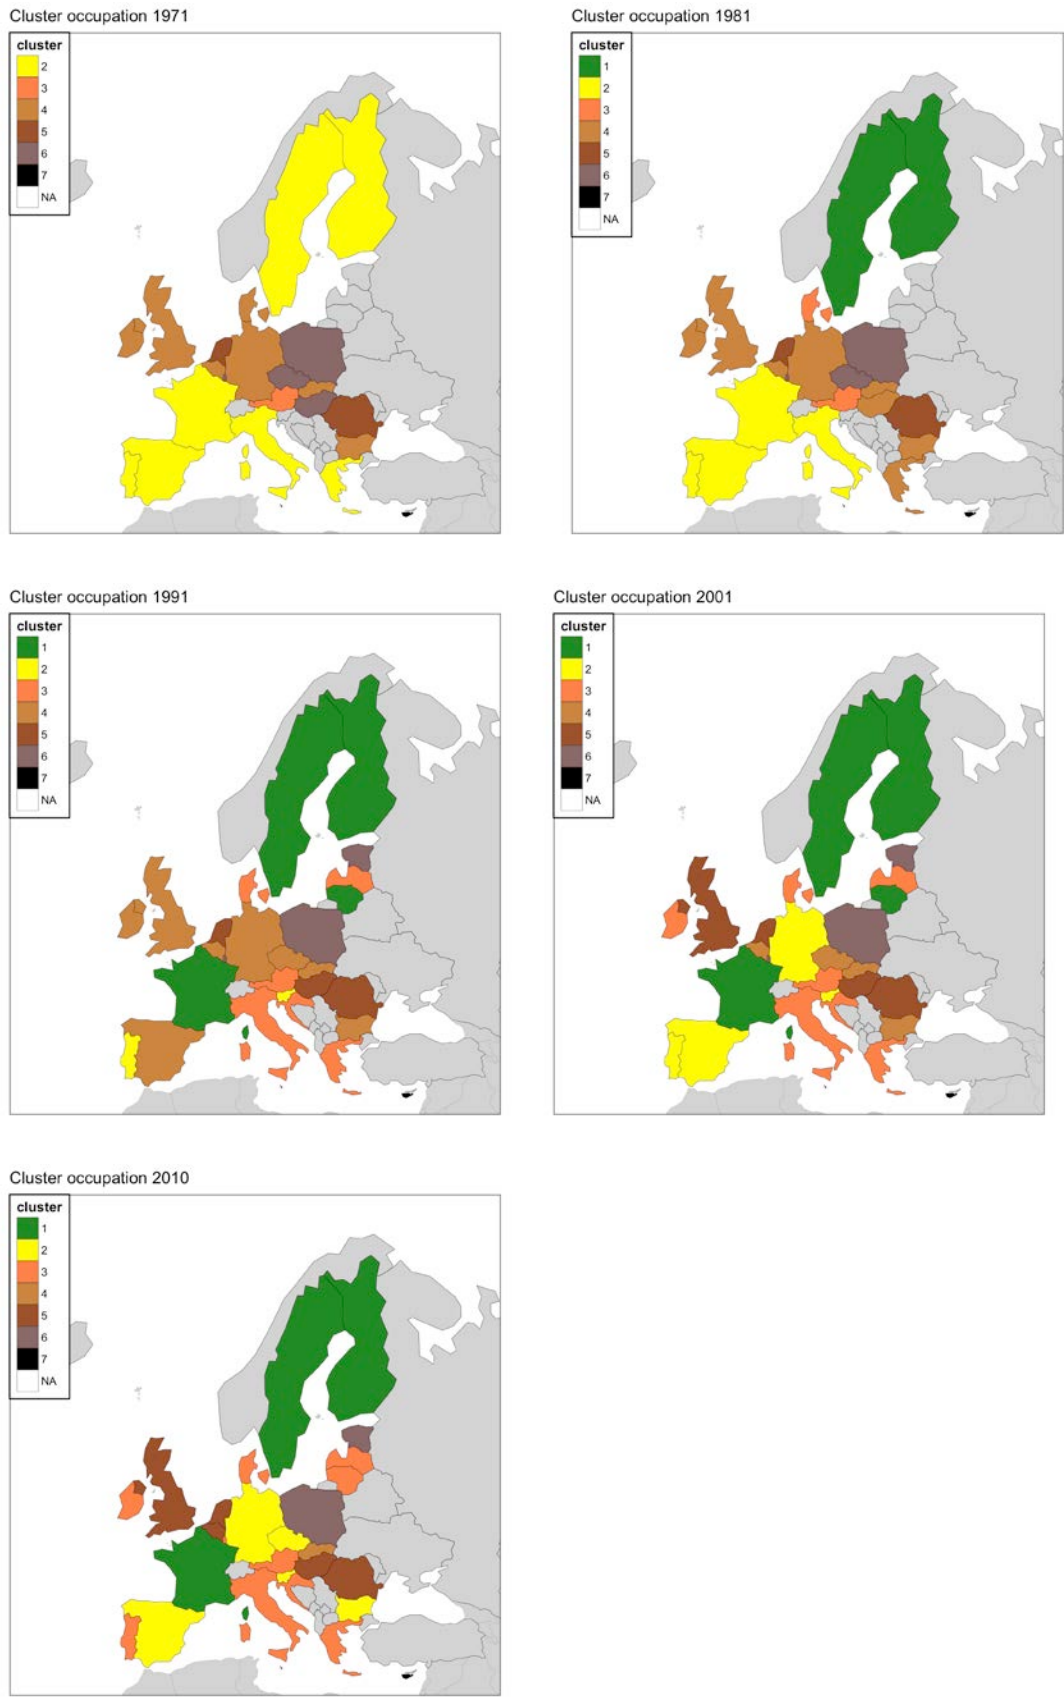 Cluster occupation 1971
cluster
2
3
4
5
6
7
NA
Cluster occupation 1981
cluster
1
2
3
4
5
6
7
NA
Cluster occupation 1991
cluster
1
2
3
4
5
6
7
NA
Cluster occupation 2001
cluster
1
2
3
4
5
6
7
NA
Cluster occupation 2010
cluster
1
2
3
4
5
6
7
NA